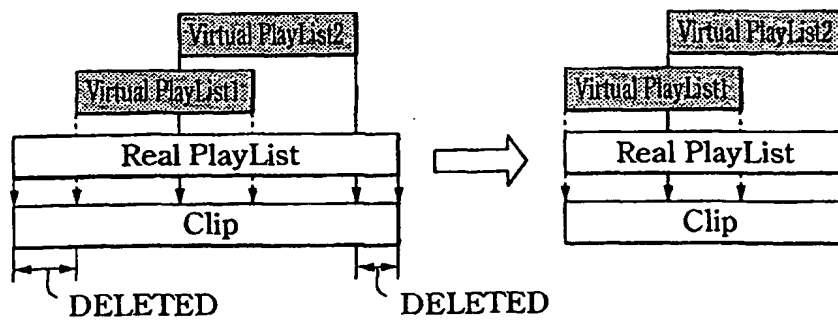 Virtual PlayList2
Virtual PlayList1
Real PlayList
Clip
DELETED
DELETED
Virtual PlayList2
Virtual PlayList1
Real PlayList
Clip